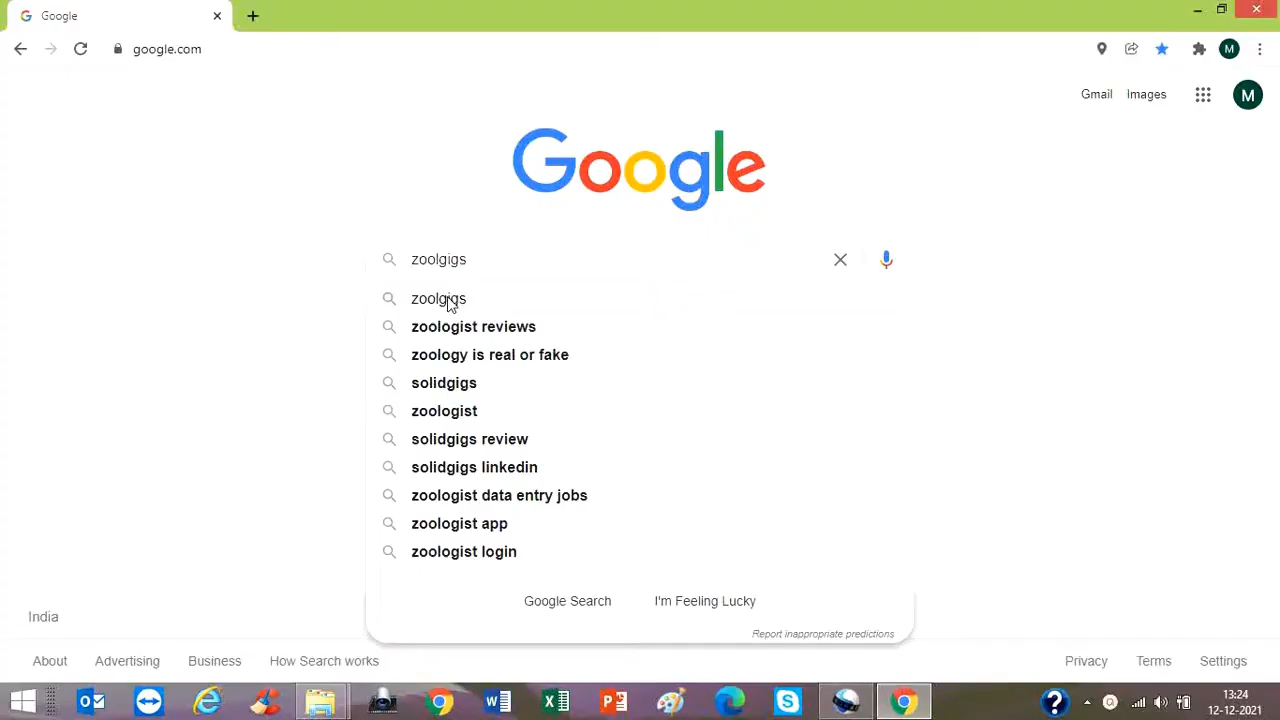 Google
google.com
M
Gmail Images
M
Google
zoolgigs
zoolgigs
zoologist reviews
zoology is real or fake
solidgigs
zoologist
solidgigs review
solidgigs linkedin
zoologist data entry jobs
zoologist app
zoologist login
Google Search I'm Feeling Lucky
Report inappropriate predictions
India
About Advertising Business How Search works Privacy Terms Settings
13:24
12-12-2021